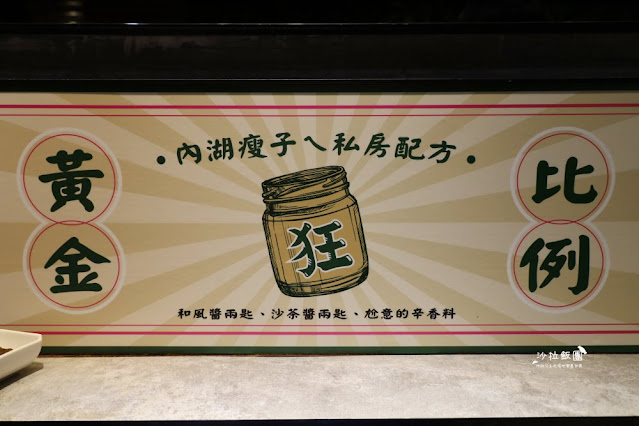 黃金
•內湖瘦子ㄟ私房配方•
狂
和風醬兩匙、沙茶醬兩匙、尬意的辛香料
比例
沙拉飯團